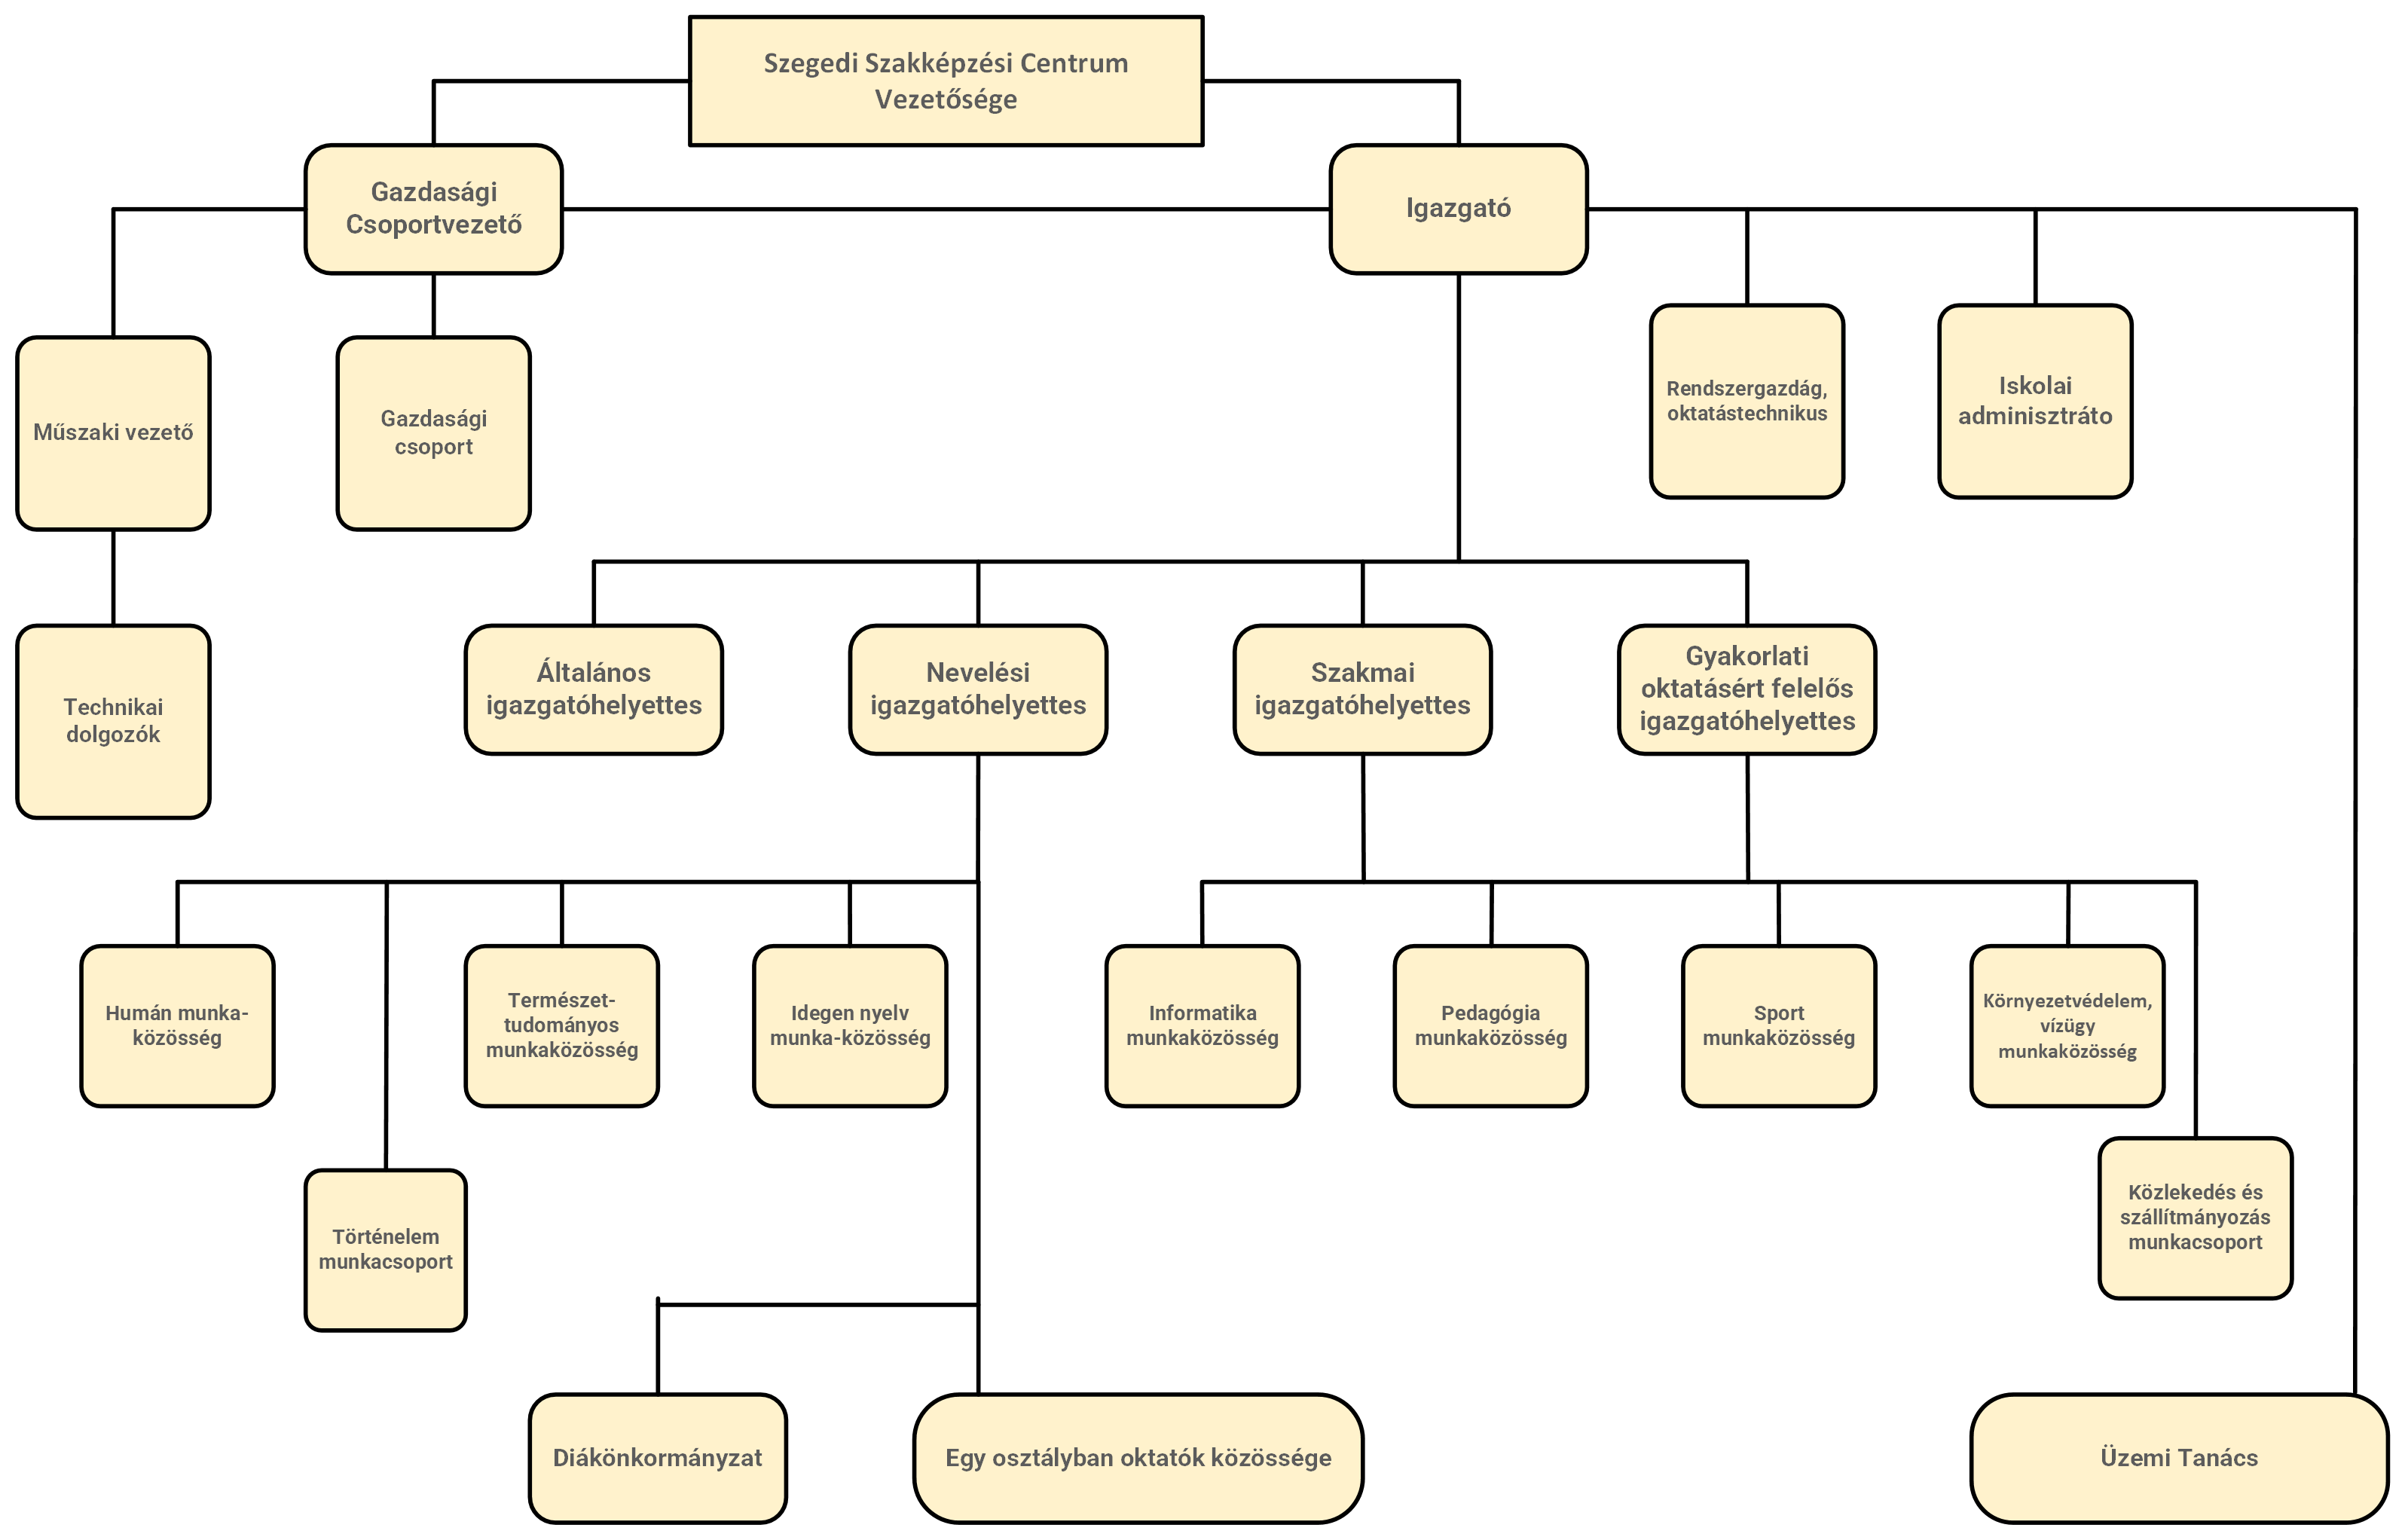 Szegedi Szakképzési Centrum
Vezetősége
Gazdasági
Csoportvezető
Igazgató
Műszaki vezető
Gazdasági
csoport
Rendszergazdág,
oktatástechnikus
Iskolai
adminisztráto
Technikai
dolgozók
Általános
igazgatóhelyettes
Nevelési
igazgatóhelyettes
Szakmai
igazgatóhelyettes
Gyakorlati
oktatásért felelős
igazgatóhelyettes
Humán munka-
közösség
Természet-
tudományos
munkaközösség
Idegen nyelv
munka-közösség
Informatika
munkaközösség
Pedagógia
munkaközösség
Sport
munkaközösség
Környezetvédelem,
vízügy
munkaközösség
Történelem
munkacsoport
Közlekedés és
szállítmányozás
munkacsoport
Diákönkormányzat
Egy osztályban oktatók közössége
Üzemi Tanács